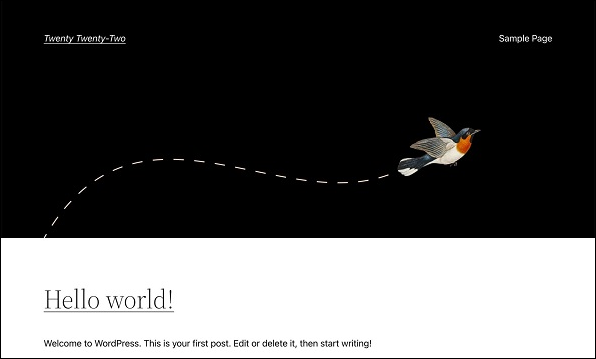 Twenty Twenty-Two
Sample Page
Hello world!
Welcome to WordPress. This is your first post. Edit or delete it, then start writing!